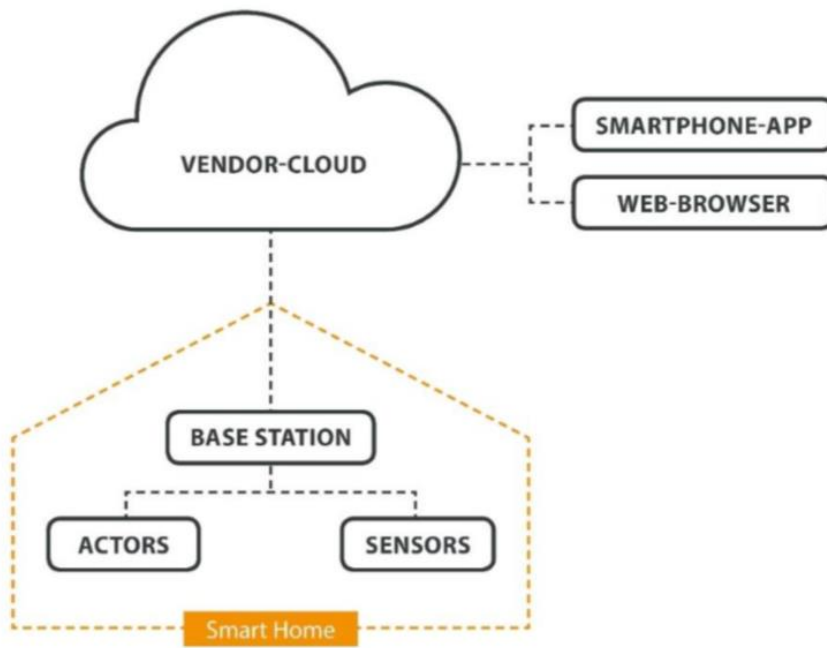 VENDOR-CLOUD
SMARTPHONE-APP
WEB-BROWSER
BASE STATION
ACTORS
SENSORS
Smart Home